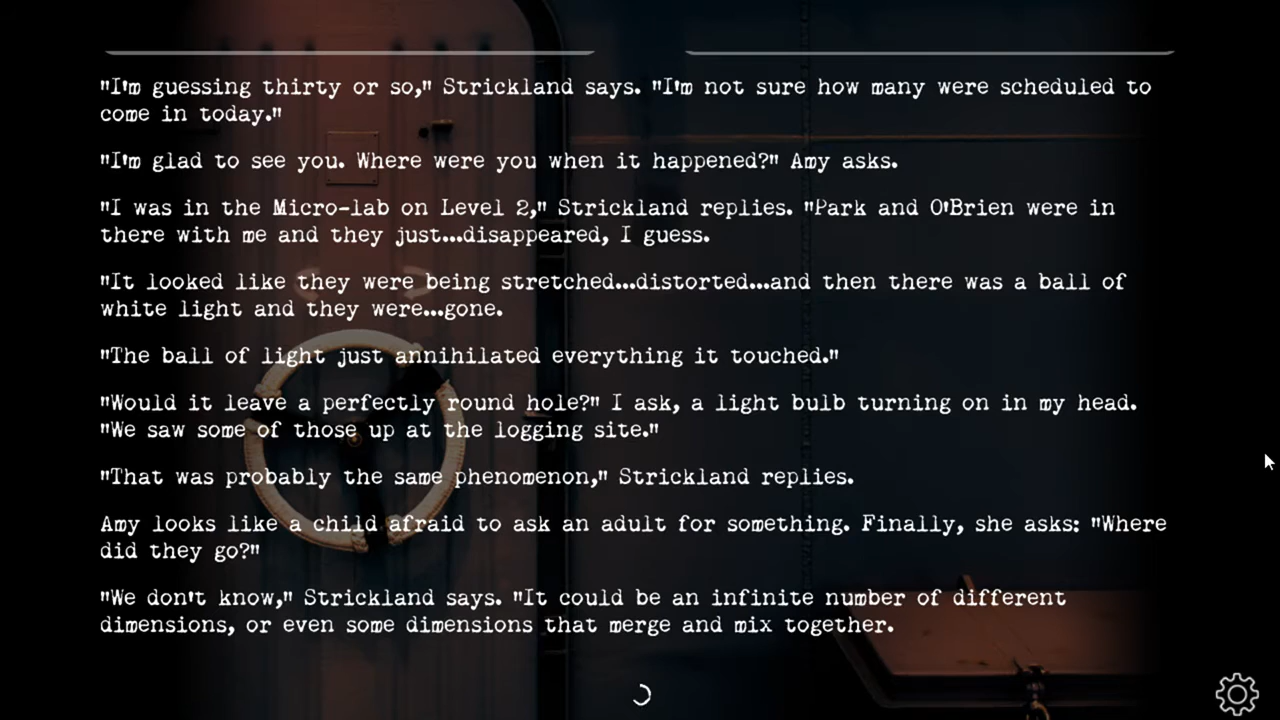 "I'm guessing thirty or so," Strickland says. "I'm not sure how many were scheduled to
come in today."
"I'm glad to see you. Where were you when it happened?" Amy asks.
"I was in the Micro-lab on Level 2," Strickland replies. "Park and O'Brien were in
there with me and they just...disappeared, I guess.
"It looked like they were being stretched...distorted...and then there was a ball of
white light and they were...gone.
"The ball of light just annihilated everything it touched."
"Would it leave a perfectly round hole?" I ask, a light bulb turning on in my head.
"We saw some of those up at the logging site."
"That was probably the same phenomenon," Strickland replies.
Amy looks like a child afraid to ask an adult for something. Finally, she asks: "Where
did they go?"
"We don't know," Strickland says. "It could be an infinite number of different
dimensions, or even some dimensions that merge and mix together.